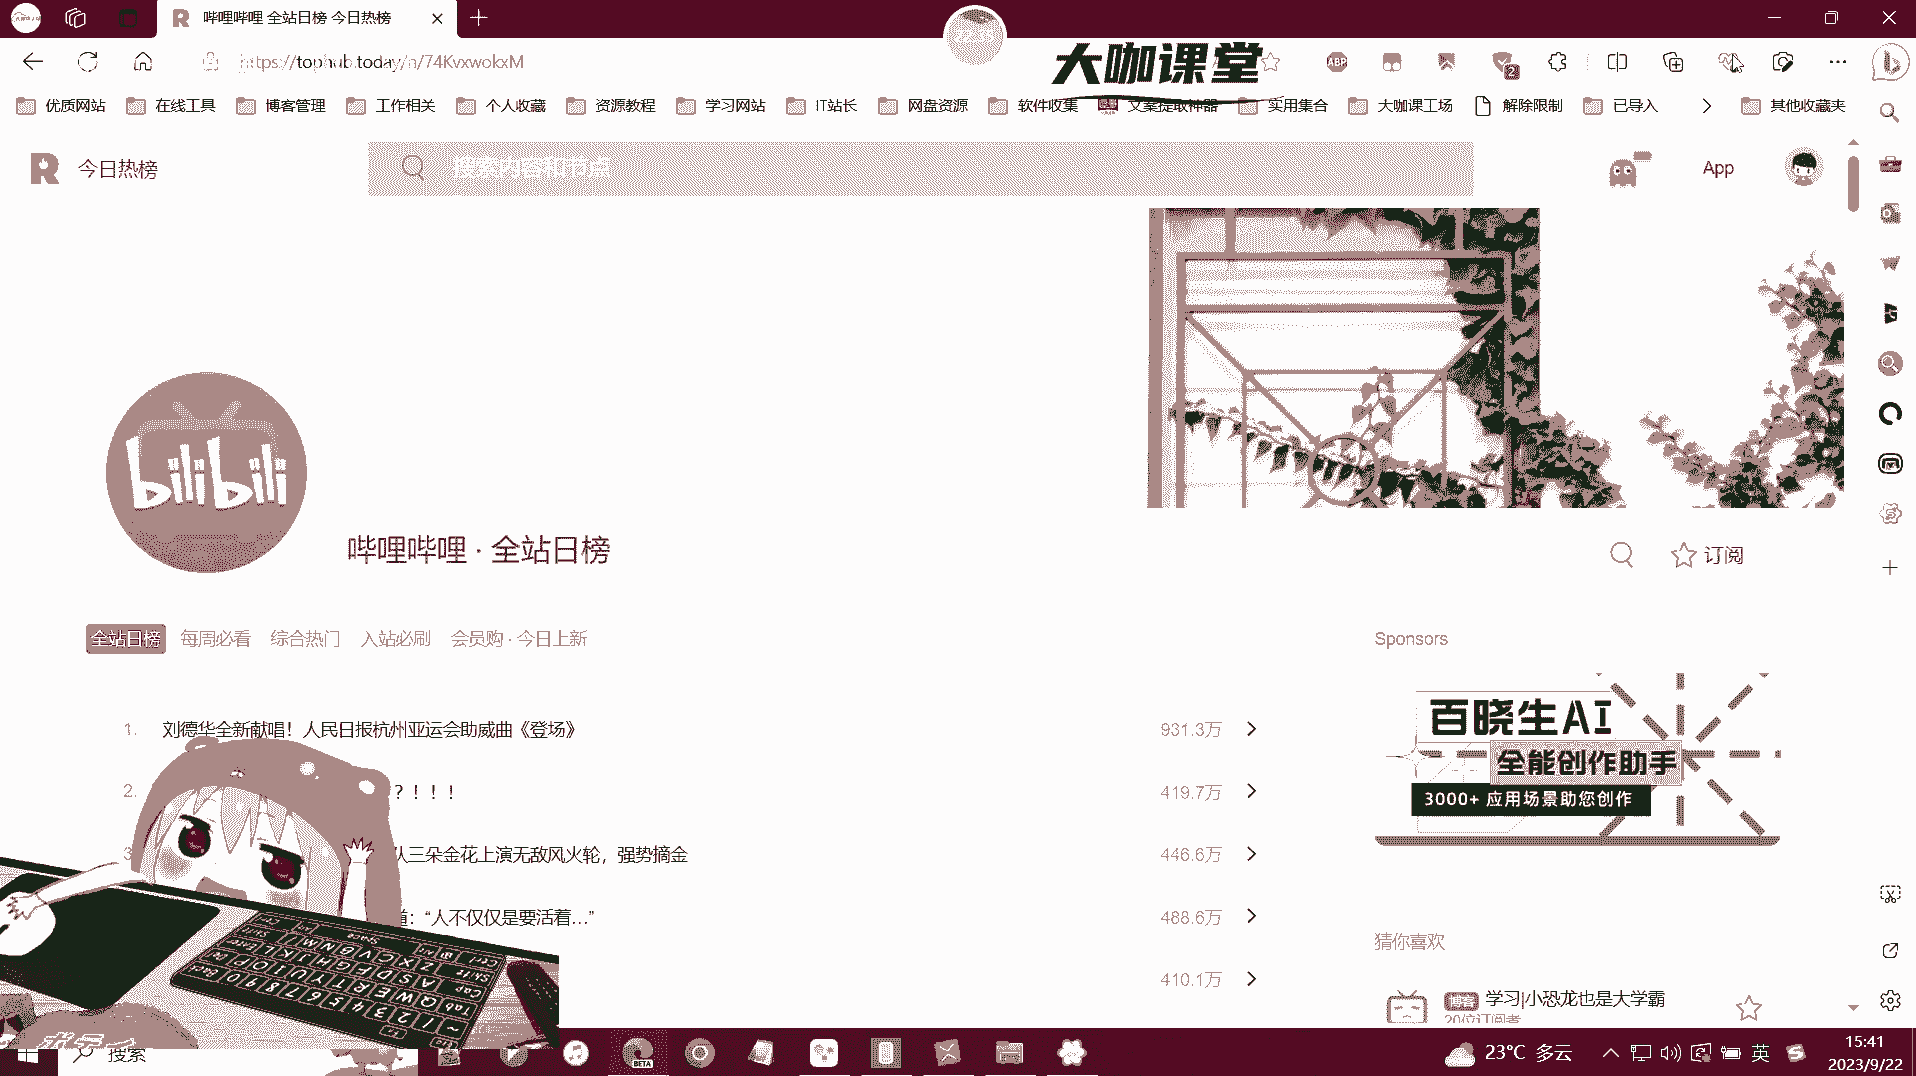 哔哩哔哩 全站日榜 今日热榜
大咖课堂
tophub.today/n/74KvxwokxM
ABP
2
优质网站
在线工具
博客管理
工作相关
个人收藏
资源教程
学习网站
IT站长
网盘资源
软件收集
文案提取神器
实用集合
大咖课工场
解除限制
已导入
其他收藏夹
今日热榜
搜索内容和节点
App
bilibili
哔哩哔哩 · 全站日榜
订阅
全站日榜 每周必看 综合热门 入站必刷 会员购 · 今日上新
Sponsors
1. 刘德华全新献唱！人民日报杭州亚运会助威曲《登场》 931.3万
2. ？！！！ 419.7万
3 队三朵金花上演无敌风火轮，强势摘金 446.6万
道：“人不仅仅是要活着...” 488.6万
410.1万
百晓生AI
全能创作助手
3000+ 应用场景助您创作
猜你喜欢
博客 学习|小恐龙也是大学霸
20位订阅者
搜索
BETA
23°C 多云
英
15:41
2023/9/22